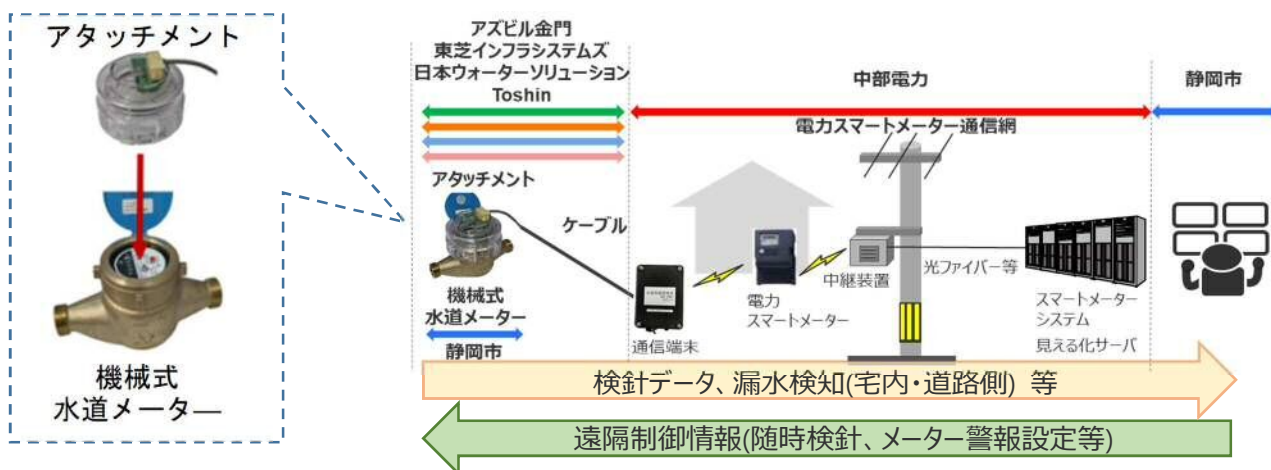 アタッチメント
機械式
水道メーター―
アズビル金門
東芝インフラシステムズ
日本ウォーターソリューション
Toshin
中部電力
静岡市
電力スマートメーター通信網
アタッチメント
ケーブル
機械式
水道メーター
静岡市
通信端末
電力
スマートメーター
中継装置
光ファイバー等
スマートメーター
システム
見える化サーバ
検針データ、漏水検知(宅内・道路側) 等
遠隔制御情報(随時検針、メーター警報設定等)